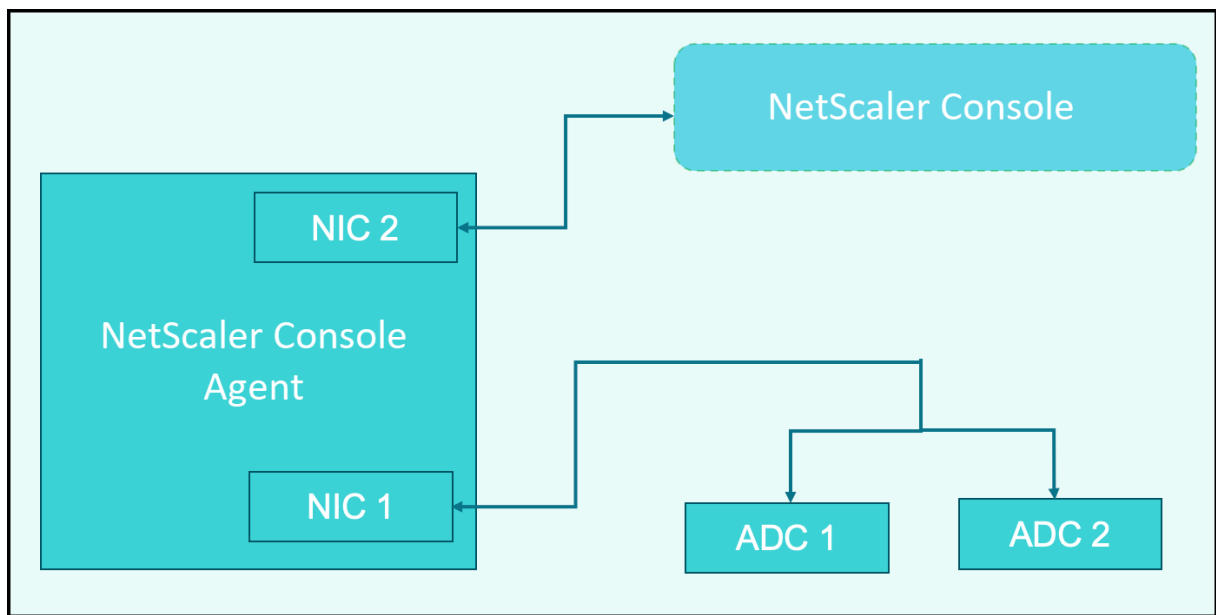 NetScaler Console
NIC 2
NetScaler Console
Agent
NIC 1
ADC 1
ADC 2